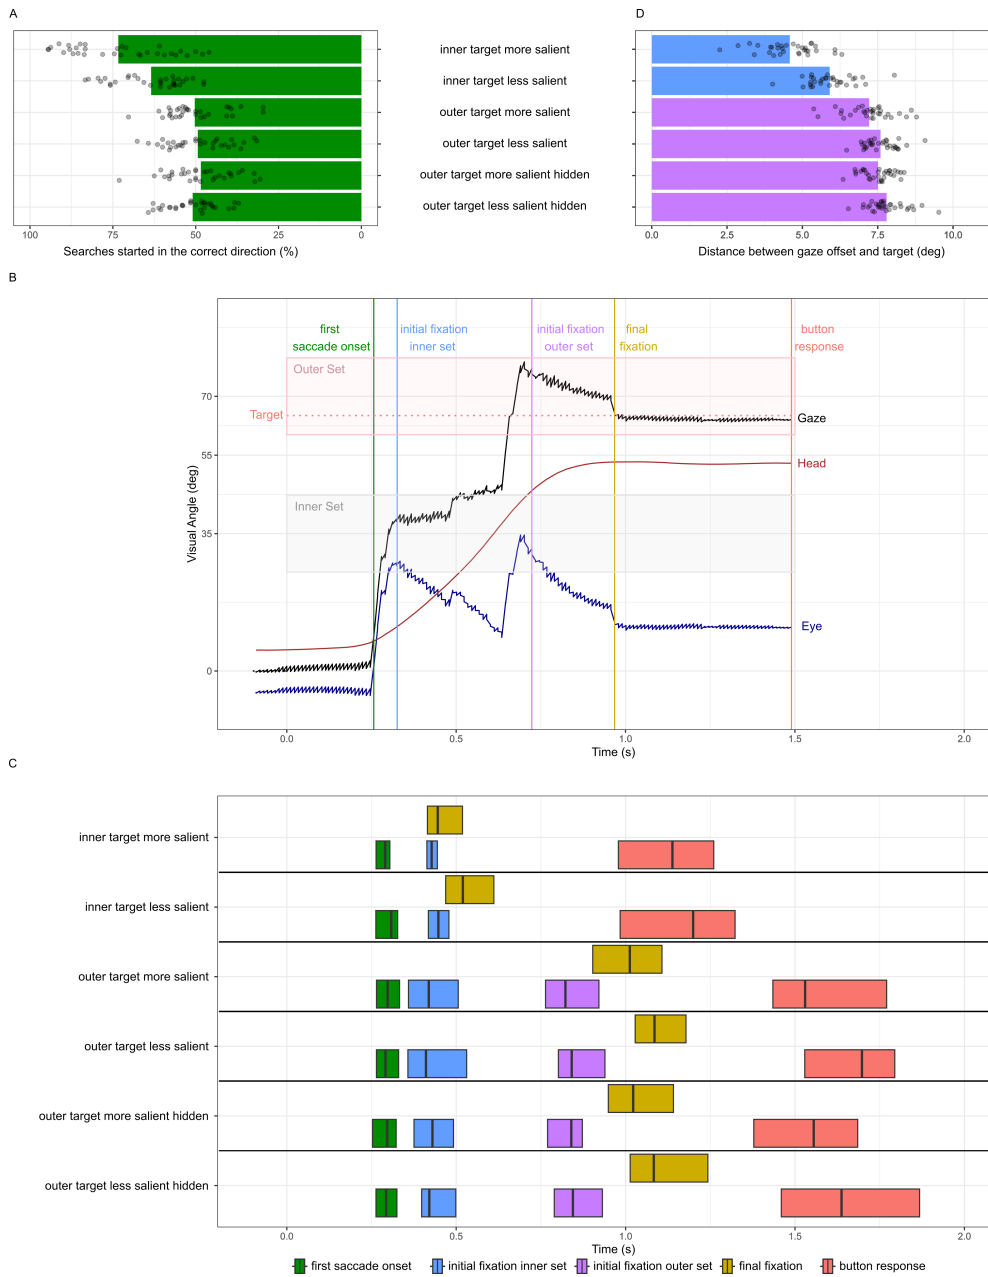 A
D
inner target more salient
inner target less salient
outer target more salient
outer target less salient
outer target more salient hidden
outer target less salient hidden
100 75 50 25 0
Searches started in the correct direction (%)
0.0 2.5 5.0 7.5 10.0
Distance between gaze offset and target (deg)
B
first
saccade onset
initial fixation
inner set
initial fixation
outer set
final
fixation
button
response
Outer Set
Target
Inner Set
Gaze
Head
Eye
Visual Angle (deg)
70
55
35
0
0.0 0.5 1.0 1.5 2.0
Time (s)
C
inner target more salient
inner target less salient
outer target more salient
outer target less salient
outer target more salient hidden
outer target less salient hidden
0.0 0.5 1.0 1.5 2.0
Time (s)
first saccade onset initial fixation inner set initial fixation outer set final fixation button response